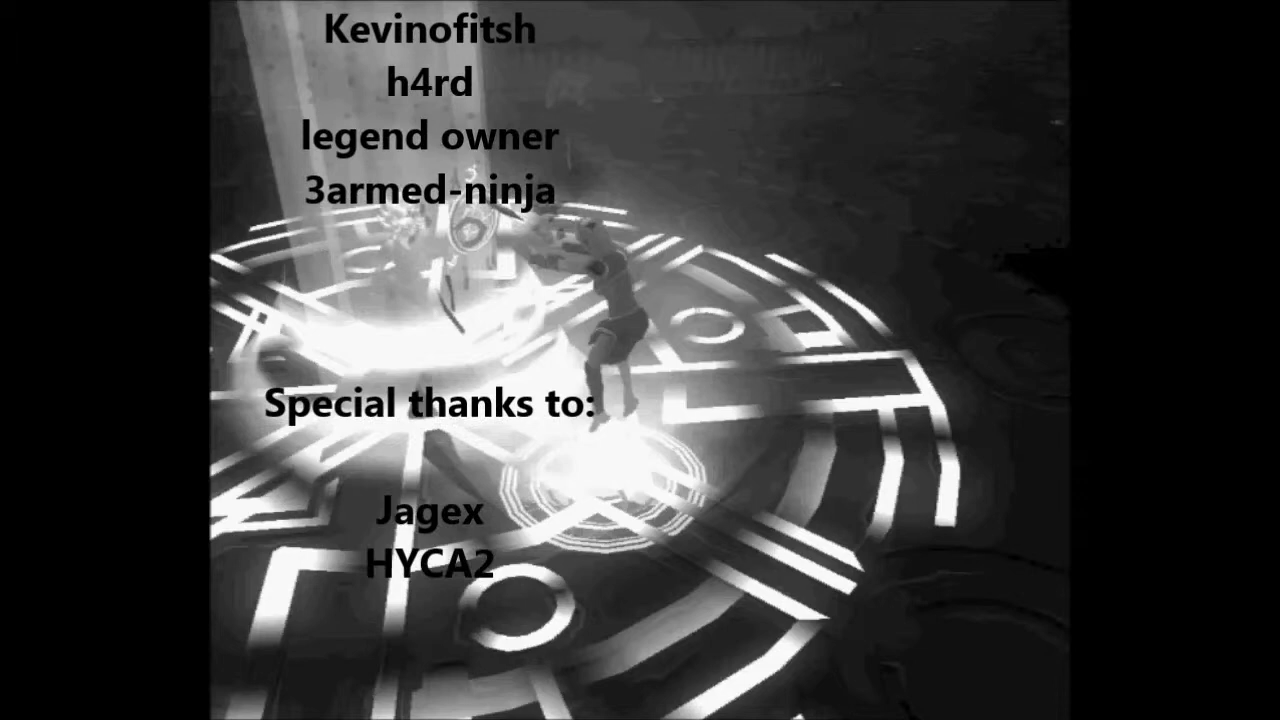 Kevinofitsh
h4rd
legend owner
3armed-ninja
Special thanks to:
Jagex
HYCA2